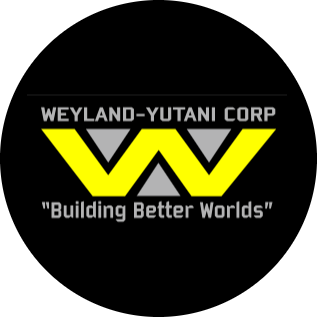 WEYLAND-YUTANI CORP
"Building Better Worlds"